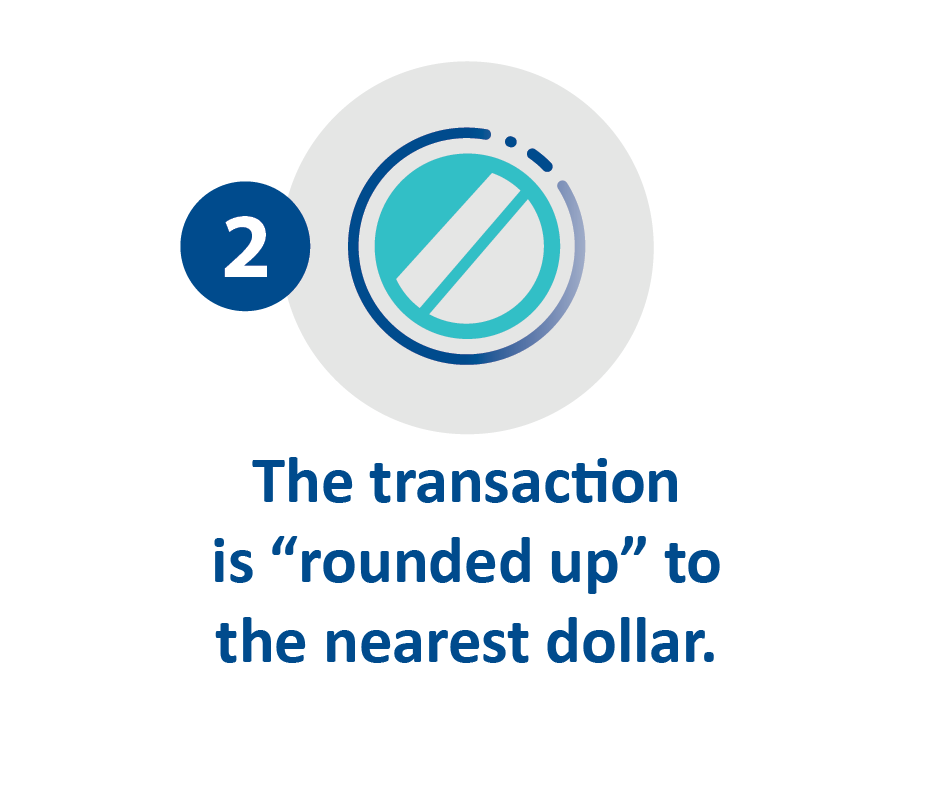 2
The transaction
is “rounded up” to
the nearest dollar.